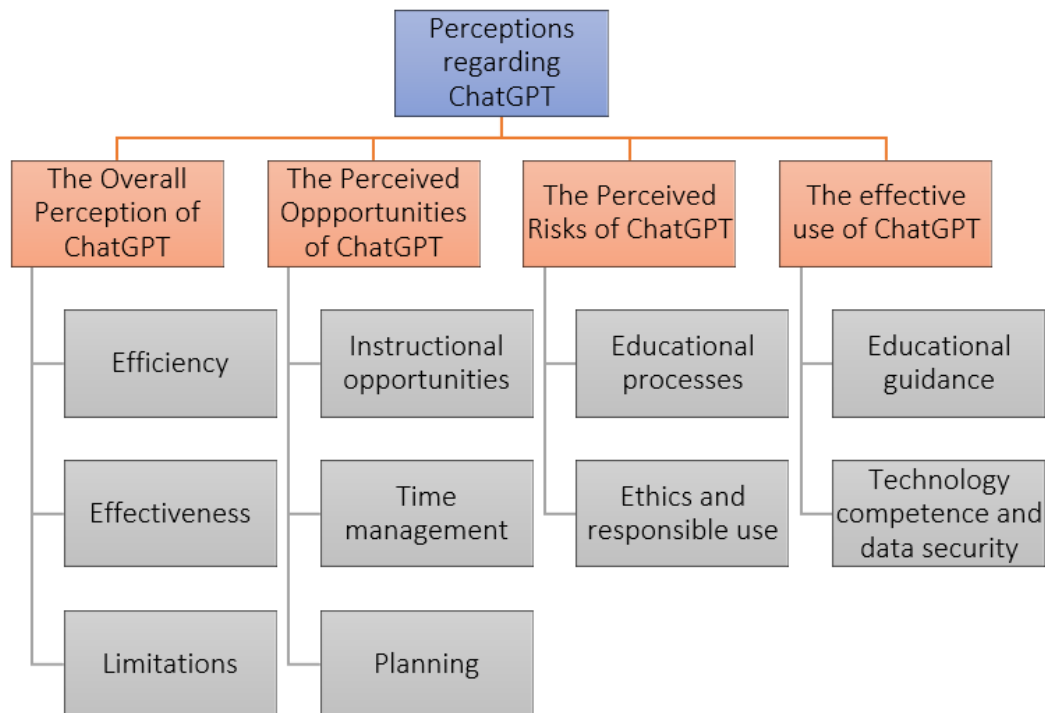 Perceptions
regarding
ChatGPT
The Overall
Perception of
ChatGPT
The Perceived
Oppportunities
of ChatGPT
The Perceived
Risks of ChatGPT
The effective
use of ChatGPT
Efficiency
Instructional
opportunities
Educational
processes
Educational
guidance
Effectiveness
Time
management
Ethics and
responsible use
Technology
competence and
data security
Limitations
Planning